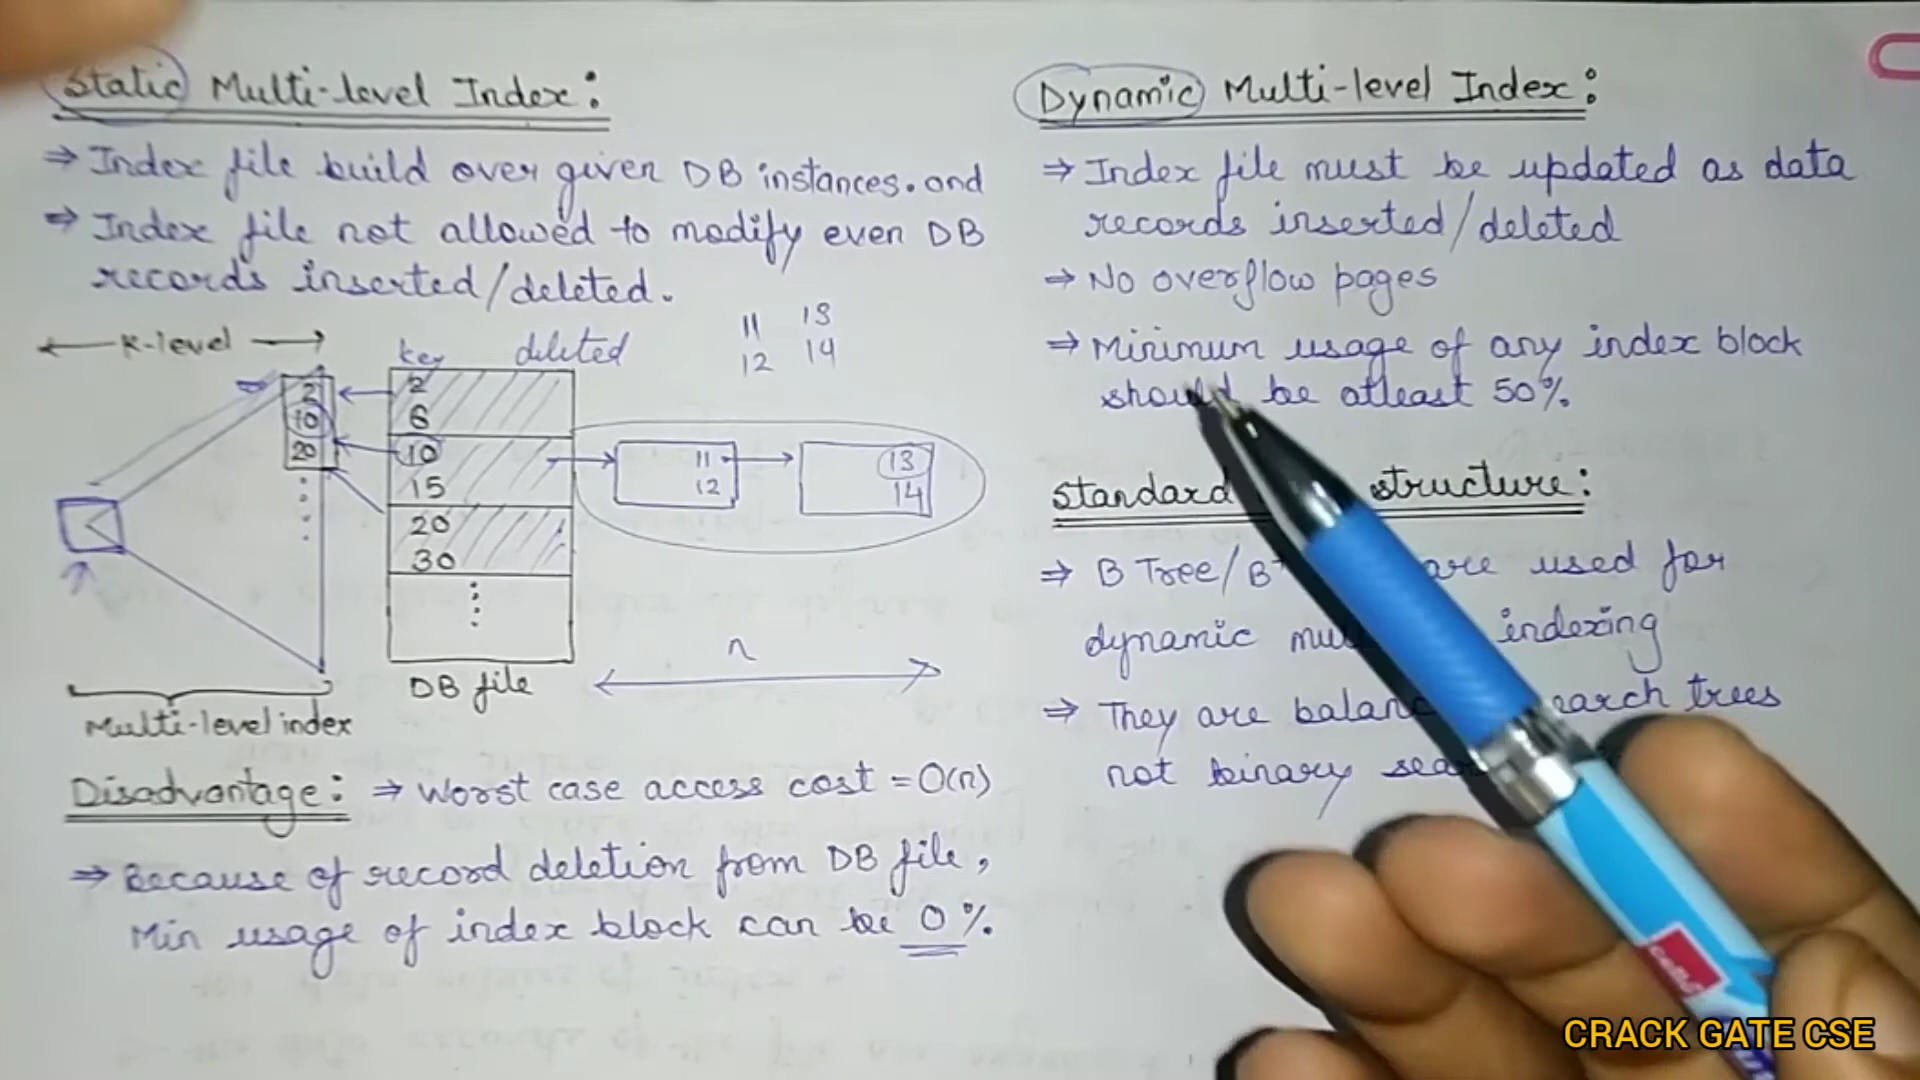 Static Multi-level Index:
⇒ Index file build over given DB instances. and
⇒ Index file not allowed to modify even DB
records inserted/deleted.
11 13
12 14
K-level
key deleted
2
10
20
2
6
10
15
20
30
11
12
13
14
n
DB file
Multi-level index
Disadvantage: ⇒ Worst case access cost = O(n)
⇒ Because of record deletion from DB file,
Min usage of index block can be 0%.
Dynamic Multi-level Index:
⇒ Index file must be updated as data
records inserted/deleted
⇒ No overflow pages
⇒ Minimum usage of any index block
should be atleast 50%.
Standard structure:
⇒ B Tree/B+ are used for
dynamic indexing
⇒ They are trees
not binary
CRACK GATE CSE